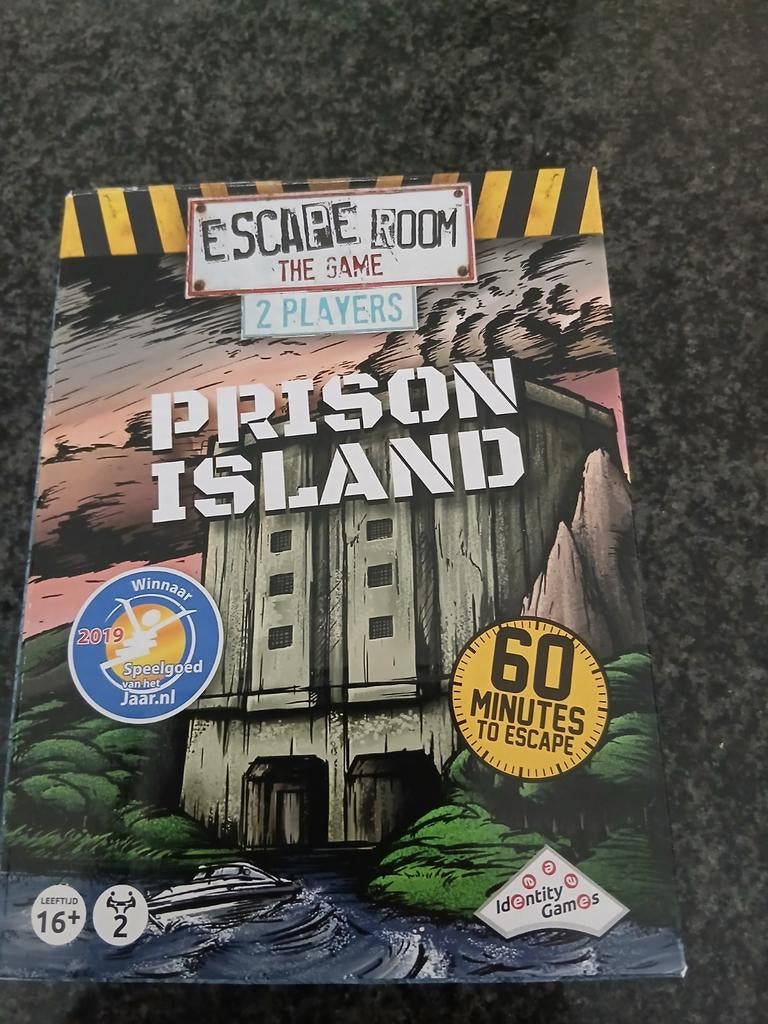 ESCAPE ROOM
THE GAME
2 PLAYERS
PRISON
ISLAND
Winnaar
2019
Speelgoed
van het
Jaar.nl
60
MINUTES
TO ESCAPE
LEEFTIJD
16+
2
Identity
Games